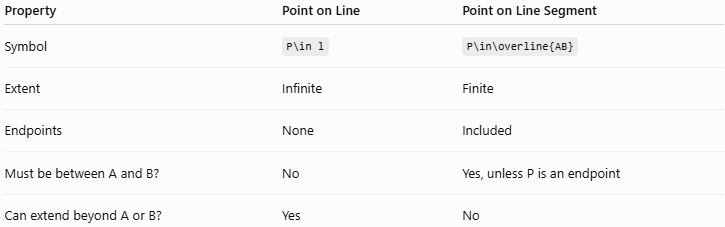 Property Point on Line Point on Line Segment
Symbol P\in l P\in\overline{AB}
Extent Infinite Finite
Endpoints None Included
Must be between A and B? No Yes, unless P is an endpoint
Can extend beyond A or B? Yes No